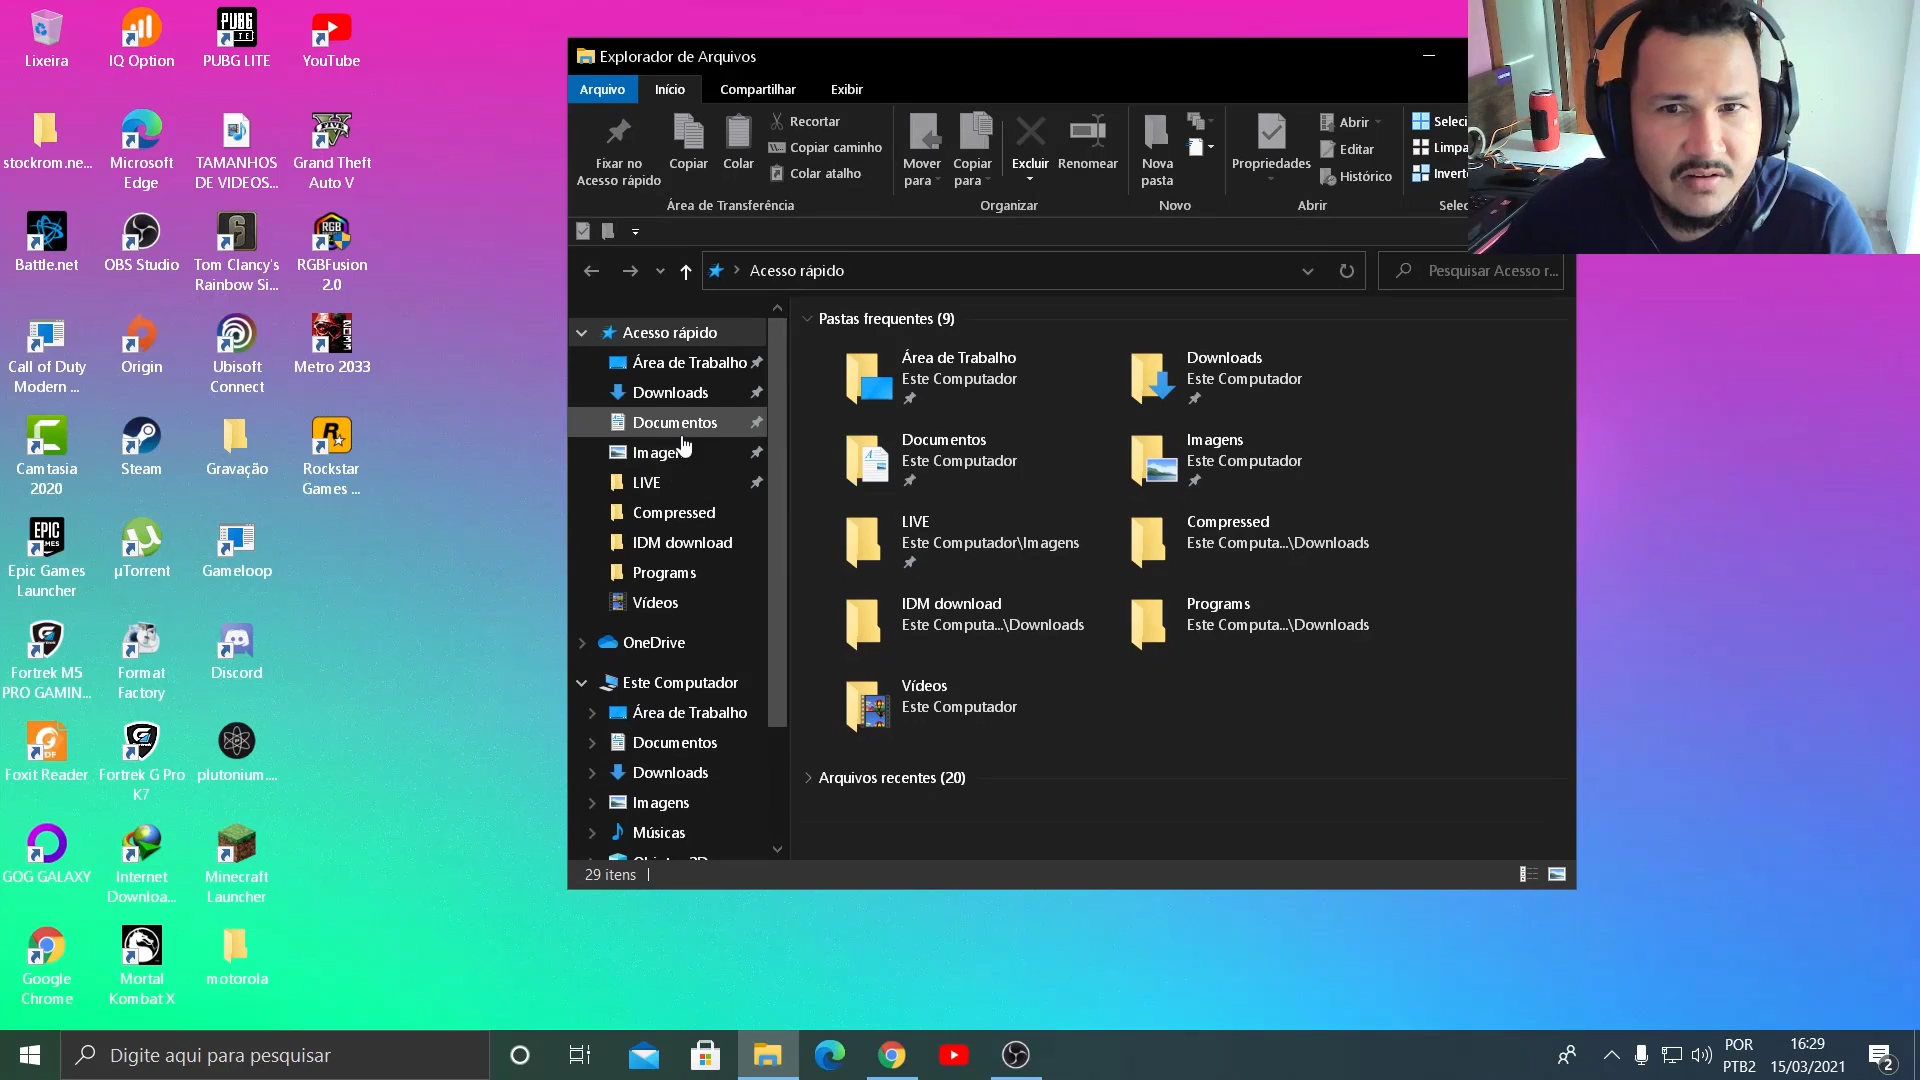 Lixeira
IQ Option
PUBG LITE
YouTube
stockrom.ne...
Microsoft
Edge
TAMANHOS
DE VIDEOS...
Grand Theft
Auto V
Battle.net
OBS Studio
Tom Clancy's
Rainbow Si...
RGBFusion
2.0
Call of Duty
Modern ...
Origin
Ubisoft
Connect
Metro 2033
Camtasia
2020
Steam
Gravação
Rockstar
Games ...
Epic Games
Launcher
µTorrent
Gameloop
Fortrek M5
PRO GAMIN...
Format
Factory
Discord
Foxit Reader
Fortrek G Pro
K7
plutonium....
GOG GALAXY
Internet
Downloa...
Minecraft
Launcher
Google
Chrome
Mortal
Kombat X
motorola
Explorador de Arquivos
Arquivo
Início
Compartilhar
Exibir
Fixar no
Acesso rápido
Copiar
Colar
Recortar
Copiar caminho
Colar atalho
Área de Transferência
Mover
para
Copiar
para
Excluir
Renomear
Organizar
Nova
pasta
Novo
Propriedades
Abrir
Editar
Histórico
Abrir
Seleci
Limpa
Inverte
Selec
Acesso rápido
Pesquisar Acesso r...
Acesso rápido
Área de Trabalho
Downloads
Documentos
Imagen
LIVE
Compressed
IDM download
Programs
Vídeos
OneDrive
Este Computador
Área de Trabalho
Documentos
Downloads
Imagens
Músicas
Pastas frequentes (9)
Área de Trabalho
Este Computador
Downloads
Este Computador
Documentos
Este Computador
Imagens
Este Computador
LIVE
Este Computador\Imagens
Compressed
Este Computa...\Downloads
IDM download
Este Computa...\Downloads
Programs
Este Computa...\Downloads
Vídeos
Este Computador
Arquivos recentes (20)
29 itens
Digite aqui para pesquisar
POR
PTB2
16:29
15/03/2021
2